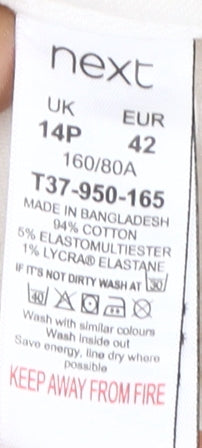 next
UK EUR
14P 42
160/80A
T37-950-165
MADE IN BANGLADESH
94% COTTON
5% ELASTOMULTIESTER
1% LYCRA® ELASTANE
IF IT'S NOT DIRTY WASH AT 30
40
Wash with similar colours
Wash inside out
Save energy, line dry where
possible
KEEP AWAY FROM FIRE